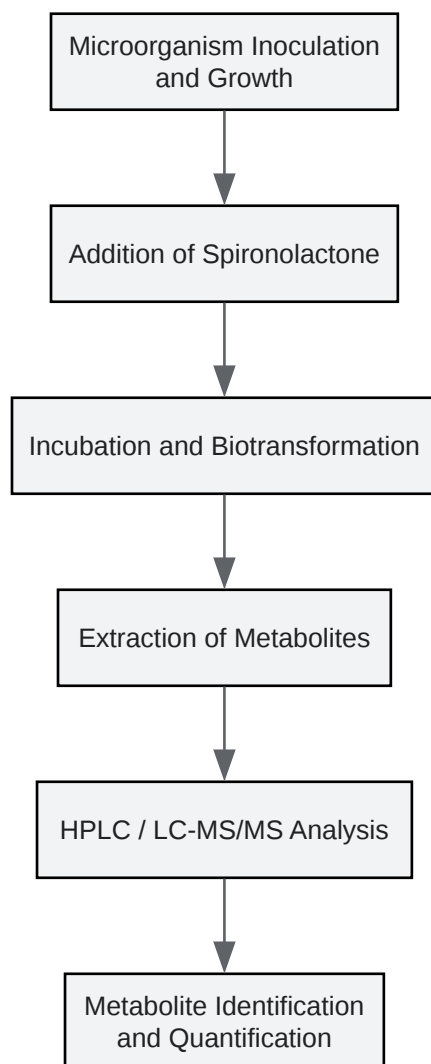 Microorganism Inoculation
and Growth
Addition of Spironolactone
Incubation and Biotransformation
Extraction of Metabolites
HPLC / LC-MS/MS Analysis
Metabolite Identification
and Quantification